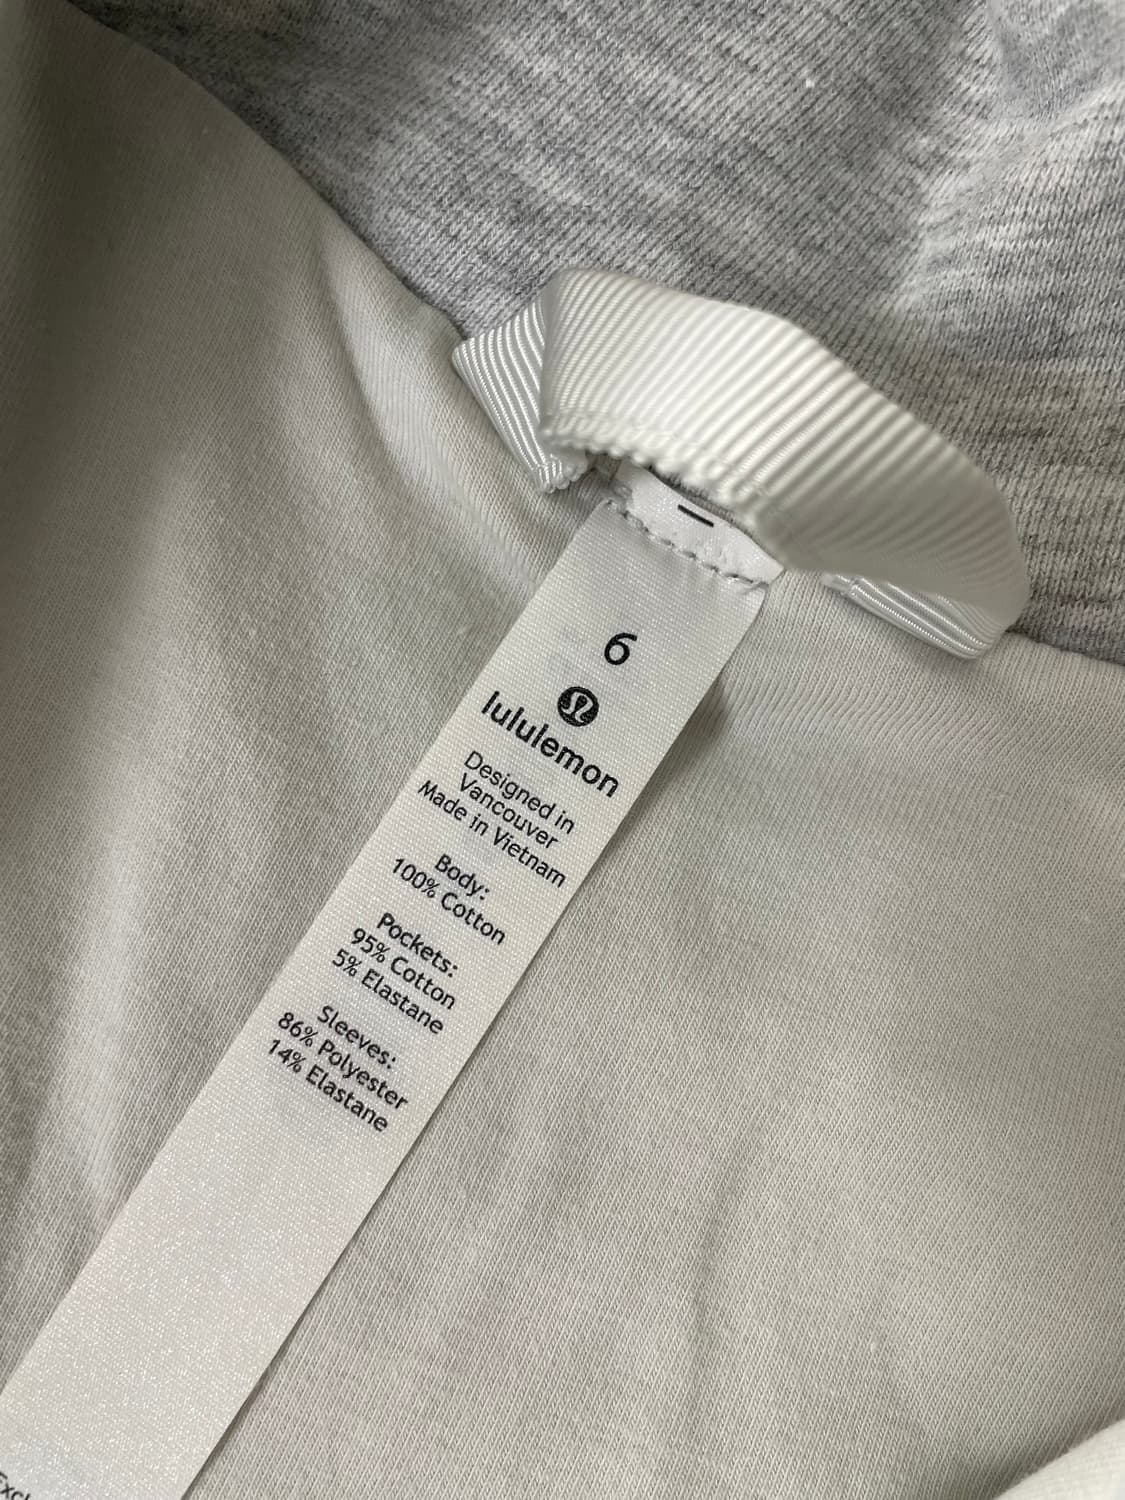 6
lululemon
Designed in
Vancouver
Made in Vietnam
Body:
100% Cotton
Pockets:
95% Cotton
5% Elastane
Sleeves:
86% Polyester
14% Elastane